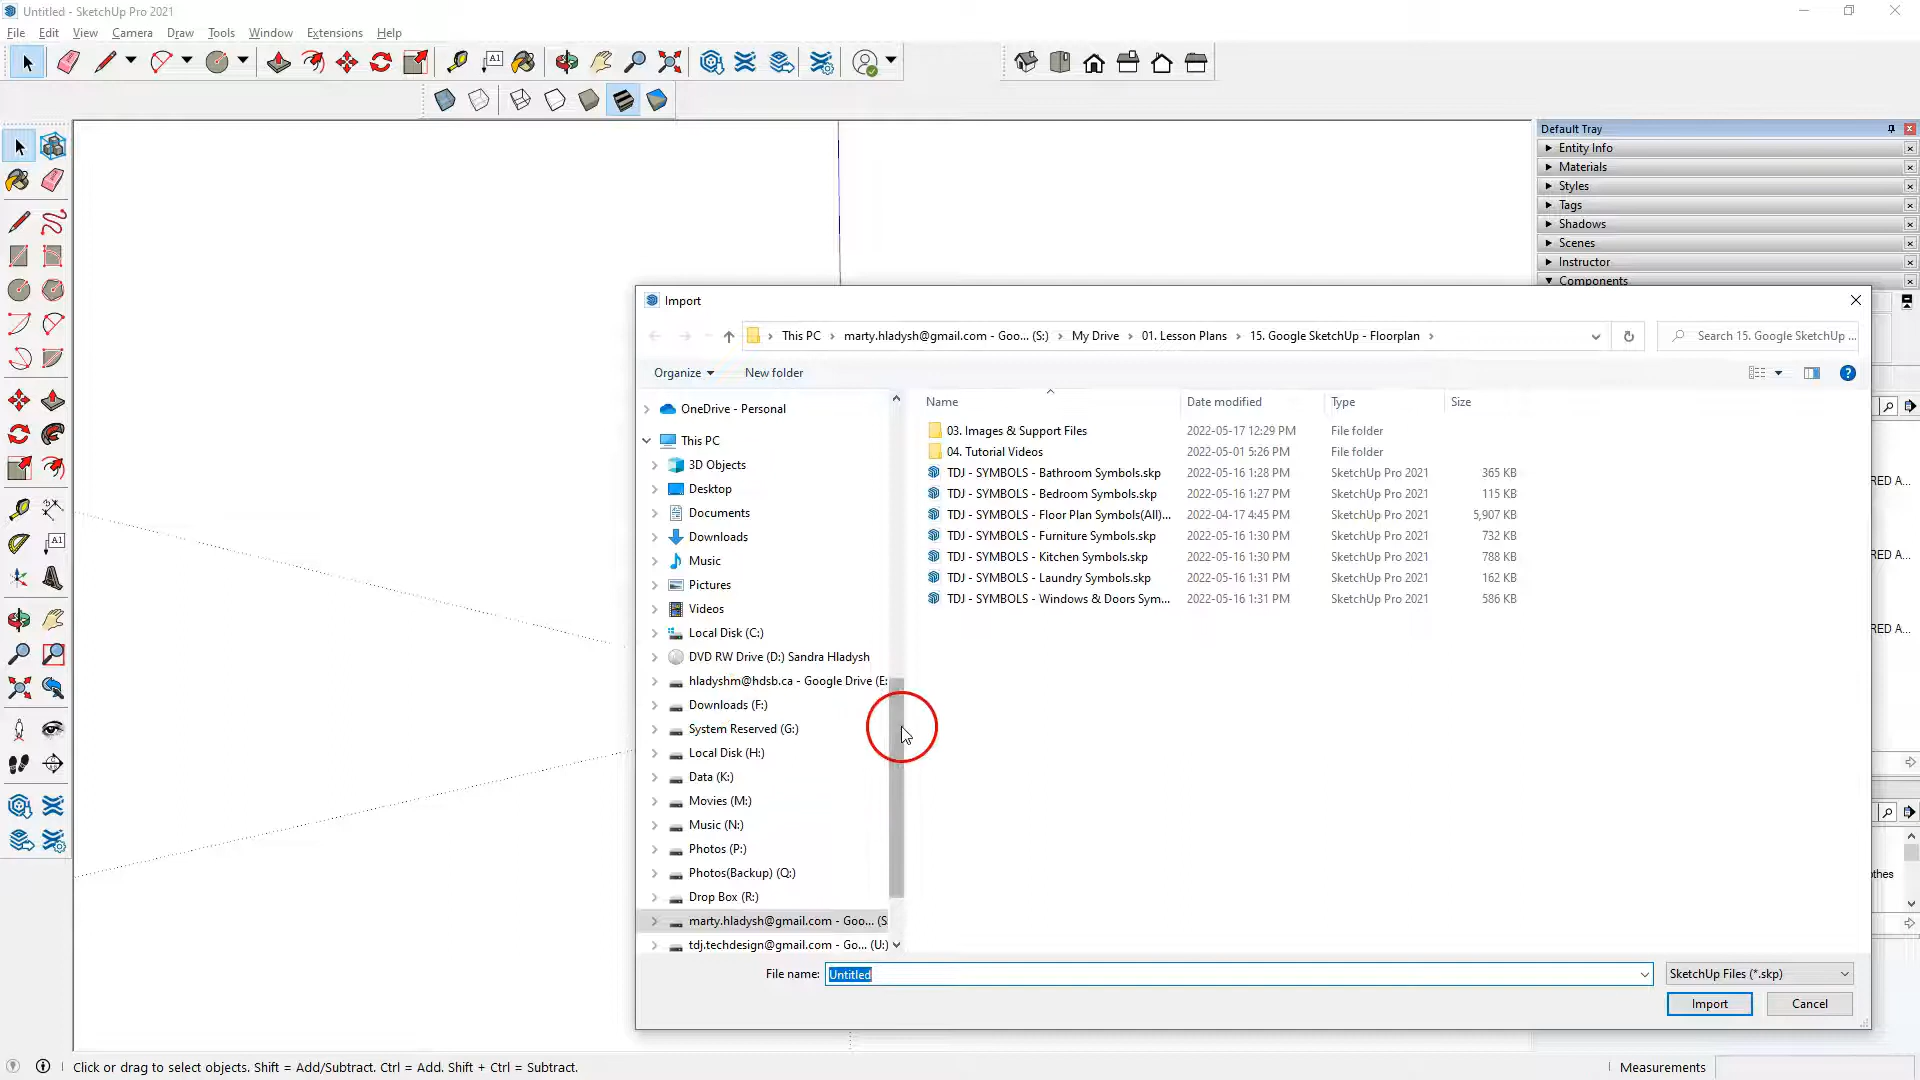 Untitled - SketchUp Pro 2021
File Edit View Camera Draw Tools Window Extensions Help
A1
Default Tray
Entity Info
Materials
Styles
Tags
Shadows
Scenes
Instructor
Components
Import
This PC › marty.hladysh@gmail.com - Goo... (S:) › My Drive › 01. Lesson Plans › 15. Google SketchUp - Floorplan ›
Search 15. Google SketchUp ...
Organize New folder
Name Date modified Type Size
OneDrive - Personal
This PC
3D Objects
Desktop
Documents
Downloads
Music
Pictures
Videos
Local Disk (C:)
DVD RW Drive (D:) Sandra Hladysh
hladyshm@hdsb.ca - Google Drive (E:
Downloads (F:)
System Reserved (G:)
Local Disk (H:)
Data (K:)
Movies (M:)
Music (N:)
Photos (P:)
Photos(Backup) (Q:)
Drop Box (R:)
marty.hladysh@gmail.com - Goo... (S
tdj.techdesign@gmail.com - Go... (U:)
03. Images & Support Files 2022-05-17 12:29 PM File folder
04. Tutorial Videos 2022-05-01 5:26 PM File folder
TDJ - SYMBOLS - Bathroom Symbols.skp 2022-05-16 1:28 PM SketchUp Pro 2021 365 KB
TDJ - SYMBOLS - Bedroom Symbols.skp 2022-05-16 1:27 PM SketchUp Pro 2021 115 KB
TDJ - SYMBOLS - Floor Plan Symbols(All)... 2022-04-17 4:45 PM SketchUp Pro 2021 5,907 KB
TDJ - SYMBOLS - Furniture Symbols.skp 2022-05-16 1:30 PM SketchUp Pro 2021 732 KB
TDJ - SYMBOLS - Kitchen Symbols.skp 2022-05-16 1:30 PM SketchUp Pro 2021 788 KB
TDJ - SYMBOLS - Laundry Symbols.skp 2022-05-16 1:31 PM SketchUp Pro 2021 162 KB
TDJ - SYMBOLS - Windows & Doors Sym... 2022-05-16 1:31 PM SketchUp Pro 2021 586 KB
RED A...
RED A...
RED A...
othes
A1
File name: Untitled
SketchUp Files (*.skp)
Import Cancel
Click or drag to select objects. Shift = Add/Subtract. Ctrl = Add. Shift + Ctrl = Subtract.
Measurements